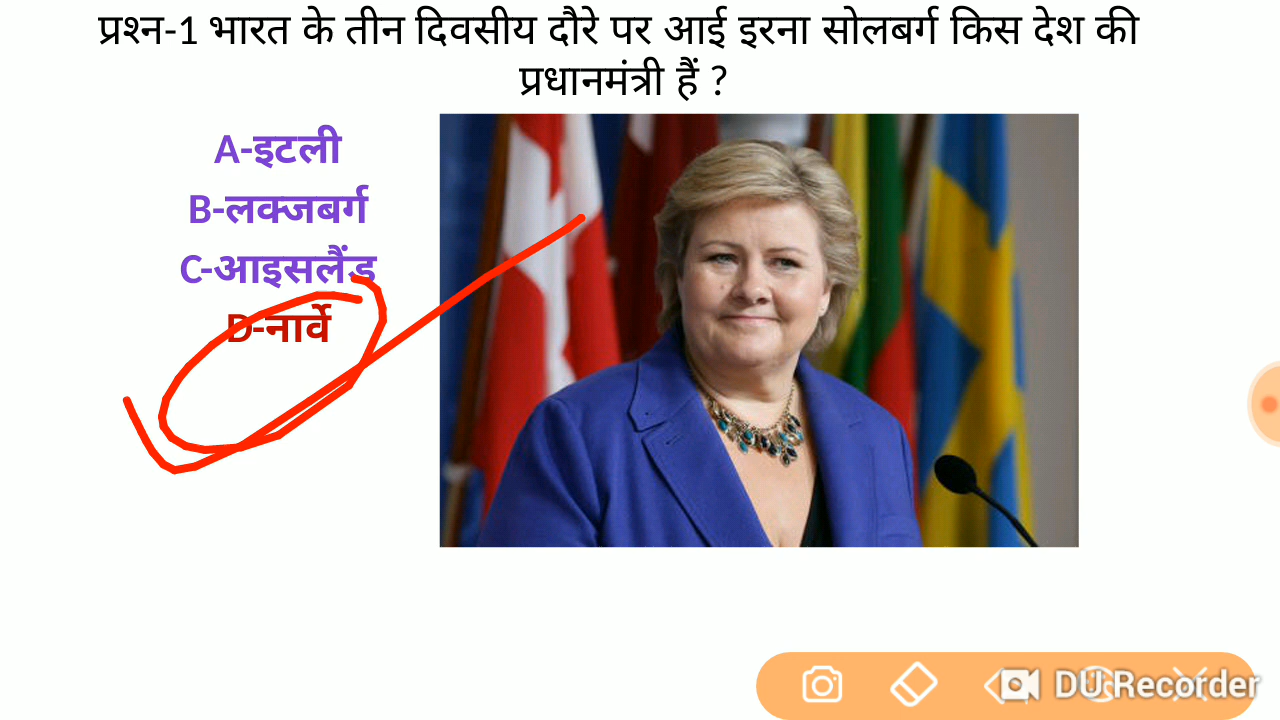 प्रश्न-1 भारत के तीन दिवसीय दौरे पर आई इरना सोलबर्ग किस देश की
प्रधानमंत्री हैं ?
A-इटली
B-लक्जबर्ग
C-आइसलैंड
D-नार्वे
DU Recorder